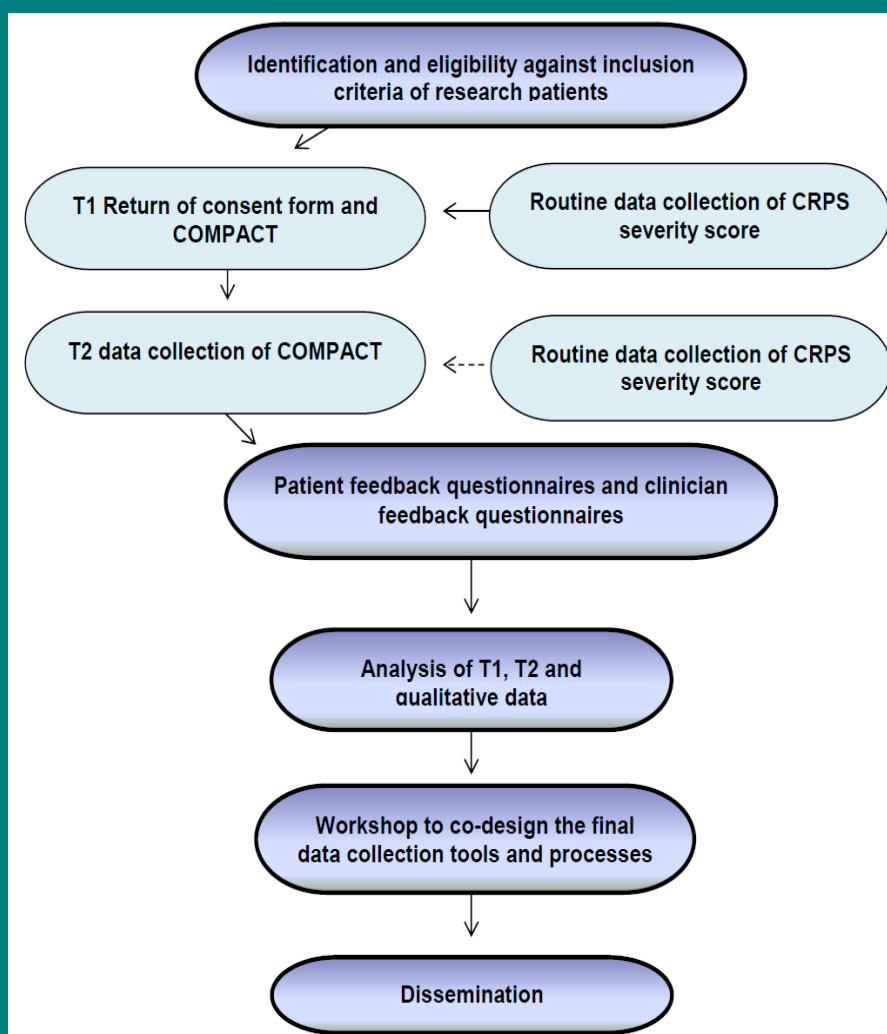 Identification and eligibility against inclusion
criteria of research patients
T1 Return of consent form and
COMPACT
Routine data collection of CRPS
severity score
T2 data collection of COMPACT
Routine data collection of CRPS
severity score
Patient feedback questionnaires and clinician
feedback questionnaires
Analysis of T1, T2 and
qualitative data
Workshop to co-design the final
data collection tools and processes
Dissemination